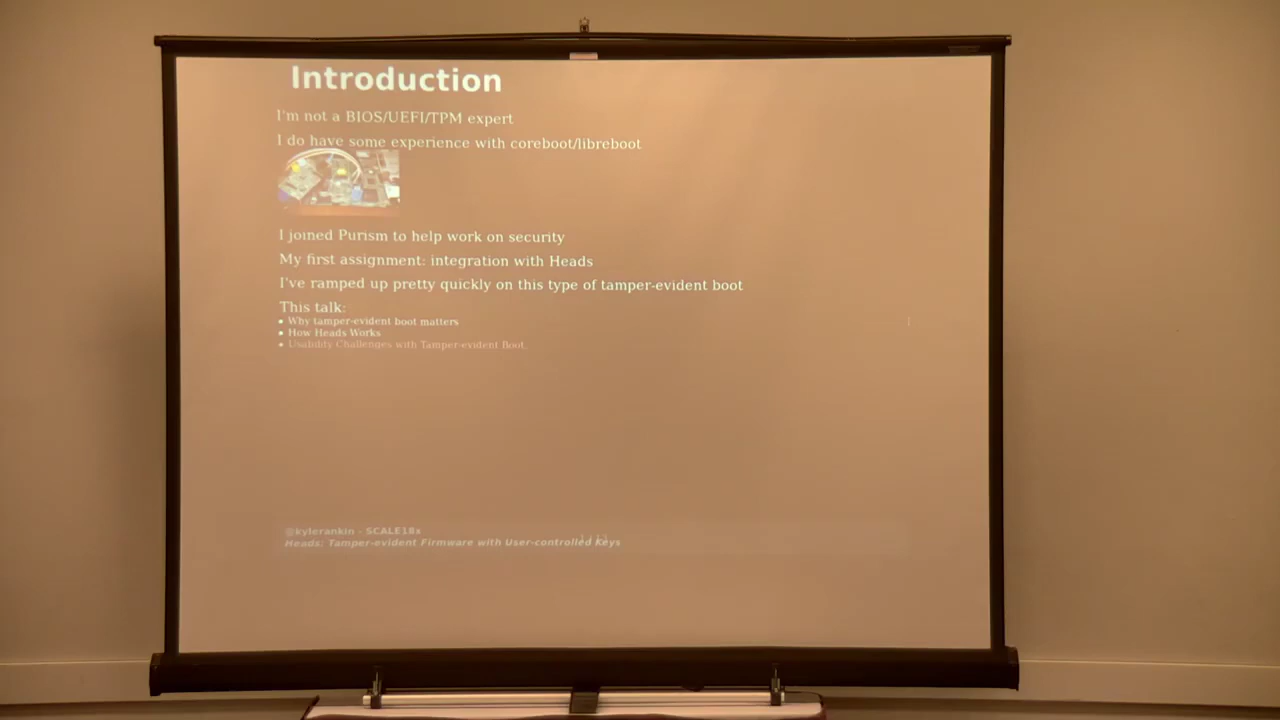 Introduction
I'm not a BIOS/UEFI/TPM expert
I do have some experience with coreboot/libreboot
I joined Purism to help work on security
My first assignment: integration with Heads
I've ramped up pretty quickly on this type of tamper-evident boot
This talk:
• Why tamper-evident boot matters
• How Heads Works
• Usability Challenges with Tamper-evident Boot.
@kylerankin - SCALE18x
Heads: Tamper-evident Firmware with User-controlled Keys